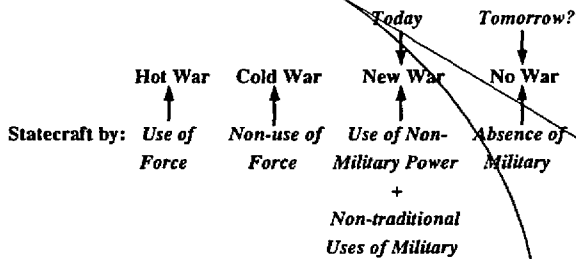 Today Tomorrow?
Hot War Cold War New War No War
Statecraft by: Use of Non-use of Use of Non- Absence of
Force Force Military Power Military
+
Non-traditional
Uses of Military